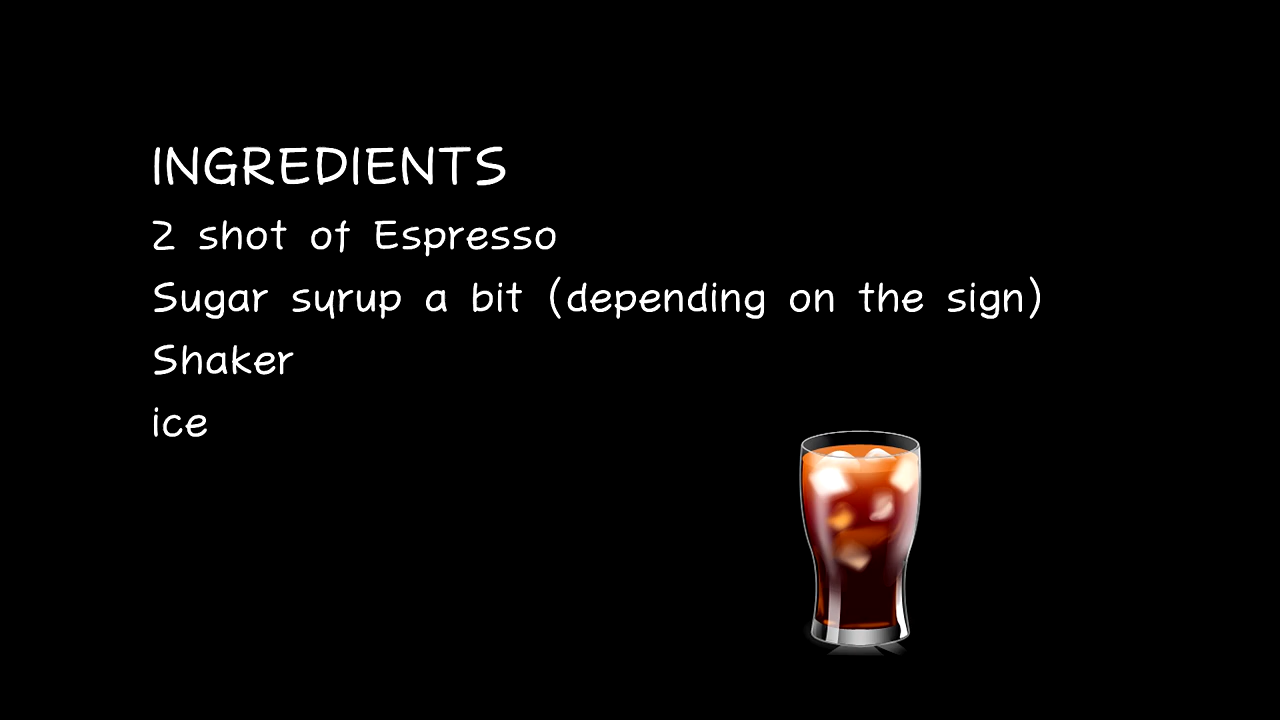 INGREDIENTS
2 shot of Espresso
Sugar syrup a bit (depending on the sign)
Shaker
ice